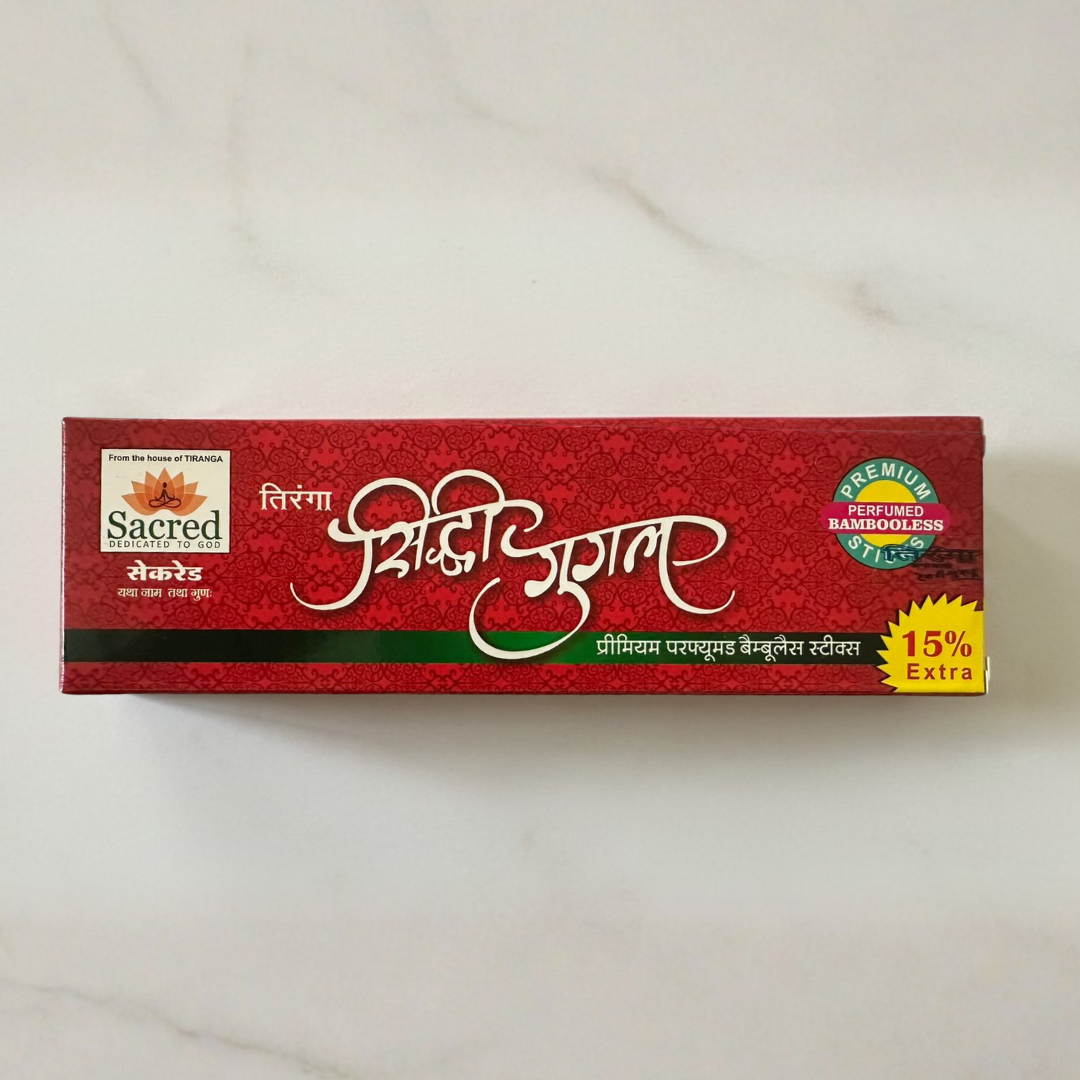 From the house of TIRANGA
Sacred
DEDICATED TO GOD
सेकरेड
यथा नाम तथा गुणः
तिरंगा
सिद्धी गुगल
प्रीमियम परफ्यूमड बैम्बूलैस स्टीक्स
PREMIUM
PERFUMED
BAMBOOLESS
STICKS
तिरंगा
15%
Extra